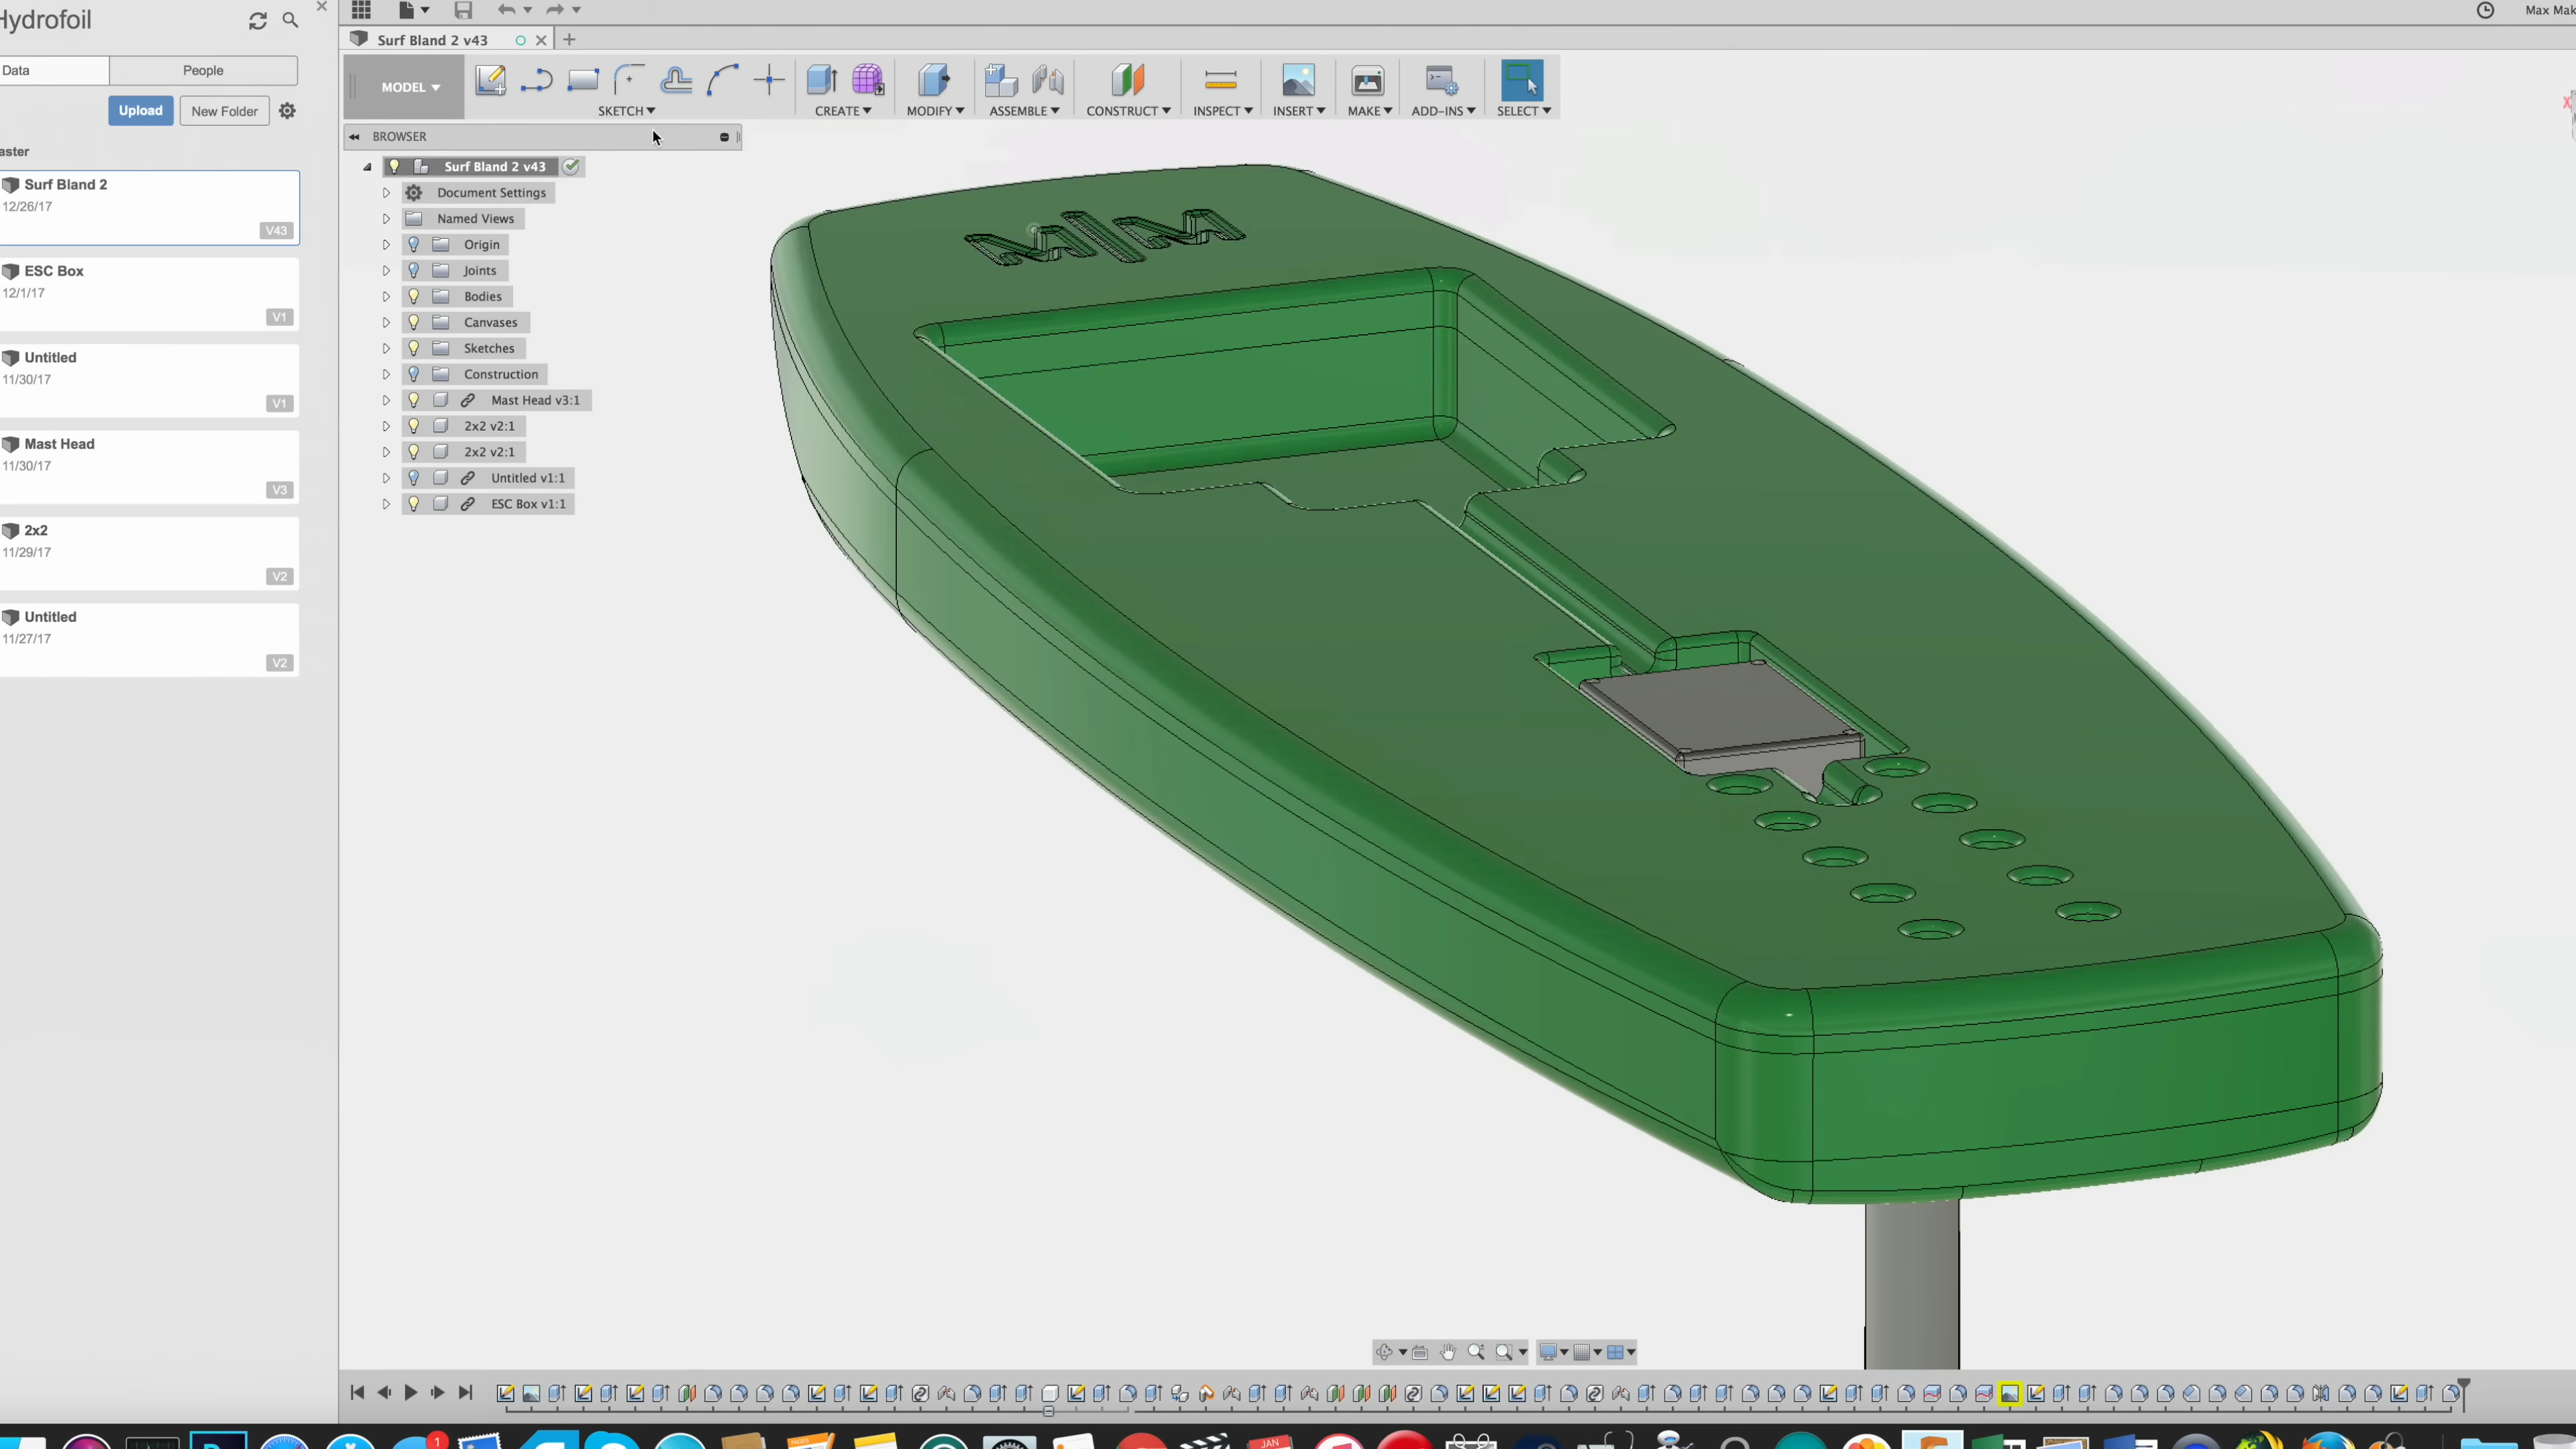 Hydrofoil
Data
People
Upload
New Folder
aster
Surf Bland 2
12/26/17
V43
ESC Box
12/1/17
V1
Untitled
11/30/17
V1
Mast Head
11/30/17
V3
2x2
11/29/17
V2
Untitled
11/27/17
V2
Max Mak
Surf Bland 2 v43
MODEL
SKETCH
CREATE
MODIFY
ASSEMBLE
CONSTRUCT
INSPECT
INSERT
MAKE
ADD-INS
SELECT
BROWSER
Surf Bland 2 v43
Document Settings
Named Views
Origin
Joints
Bodies
Canvases
Sketches
Construction
Mast Head v3:1
2x2 v2:1
2x2 v2:1
Untitled v1:1
ESC Box v1:1
M|M
1
JAN